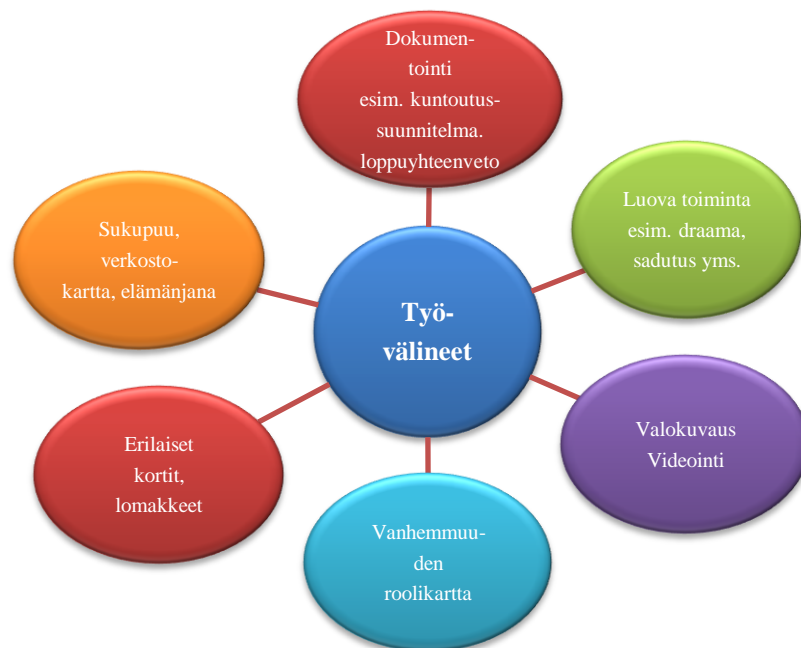 Dokumen-
tointi
esim. kuntoutus-
suunnitelma.
loppuyhteenveto
Luova toiminta
esim. draama,
sadutus yms.
Sukupuu,
verkosto-
kartta, elämänjana
Työ-
välineet
Valokuvaus
Videointi
Erilaiset
kortit,
lomakkeet
Vanhemmuu-
den
roolikartta